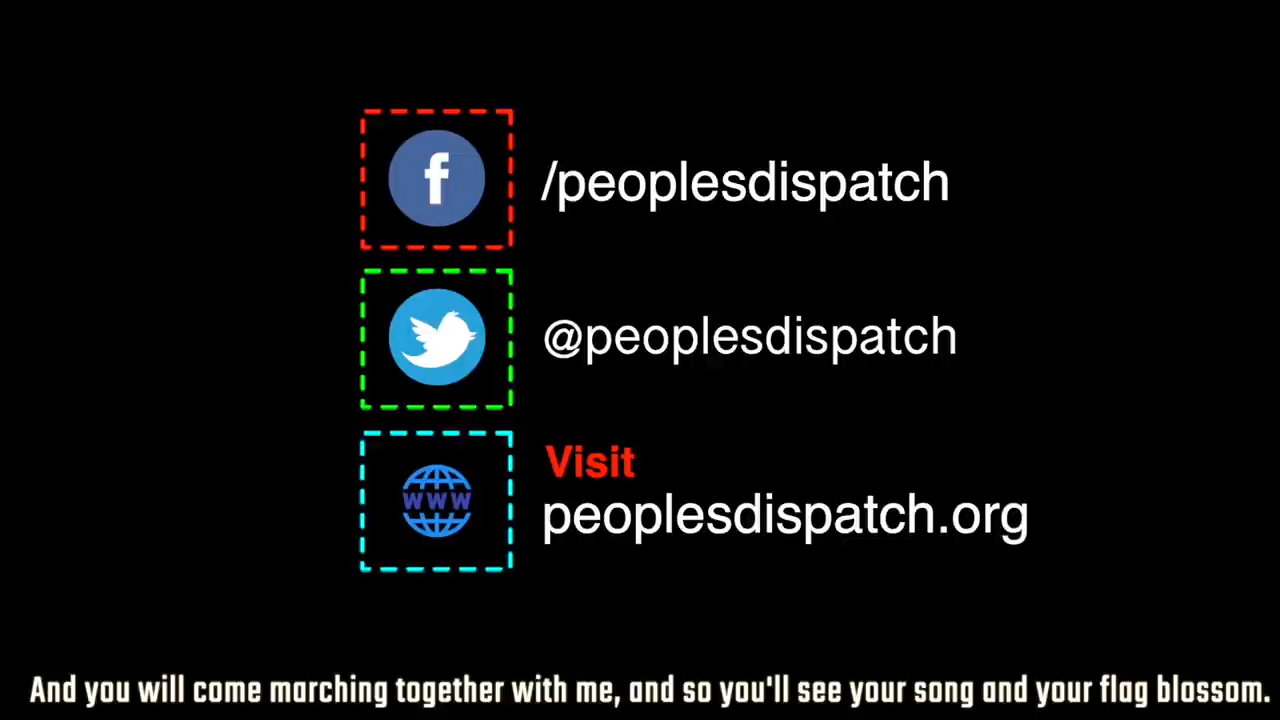 f
/peoplesdispatch
@peoplesdispatch
www
Visit
peoplesdispatch.org
And you will come marching together with me, and so you'll see your song and your flag blossom.